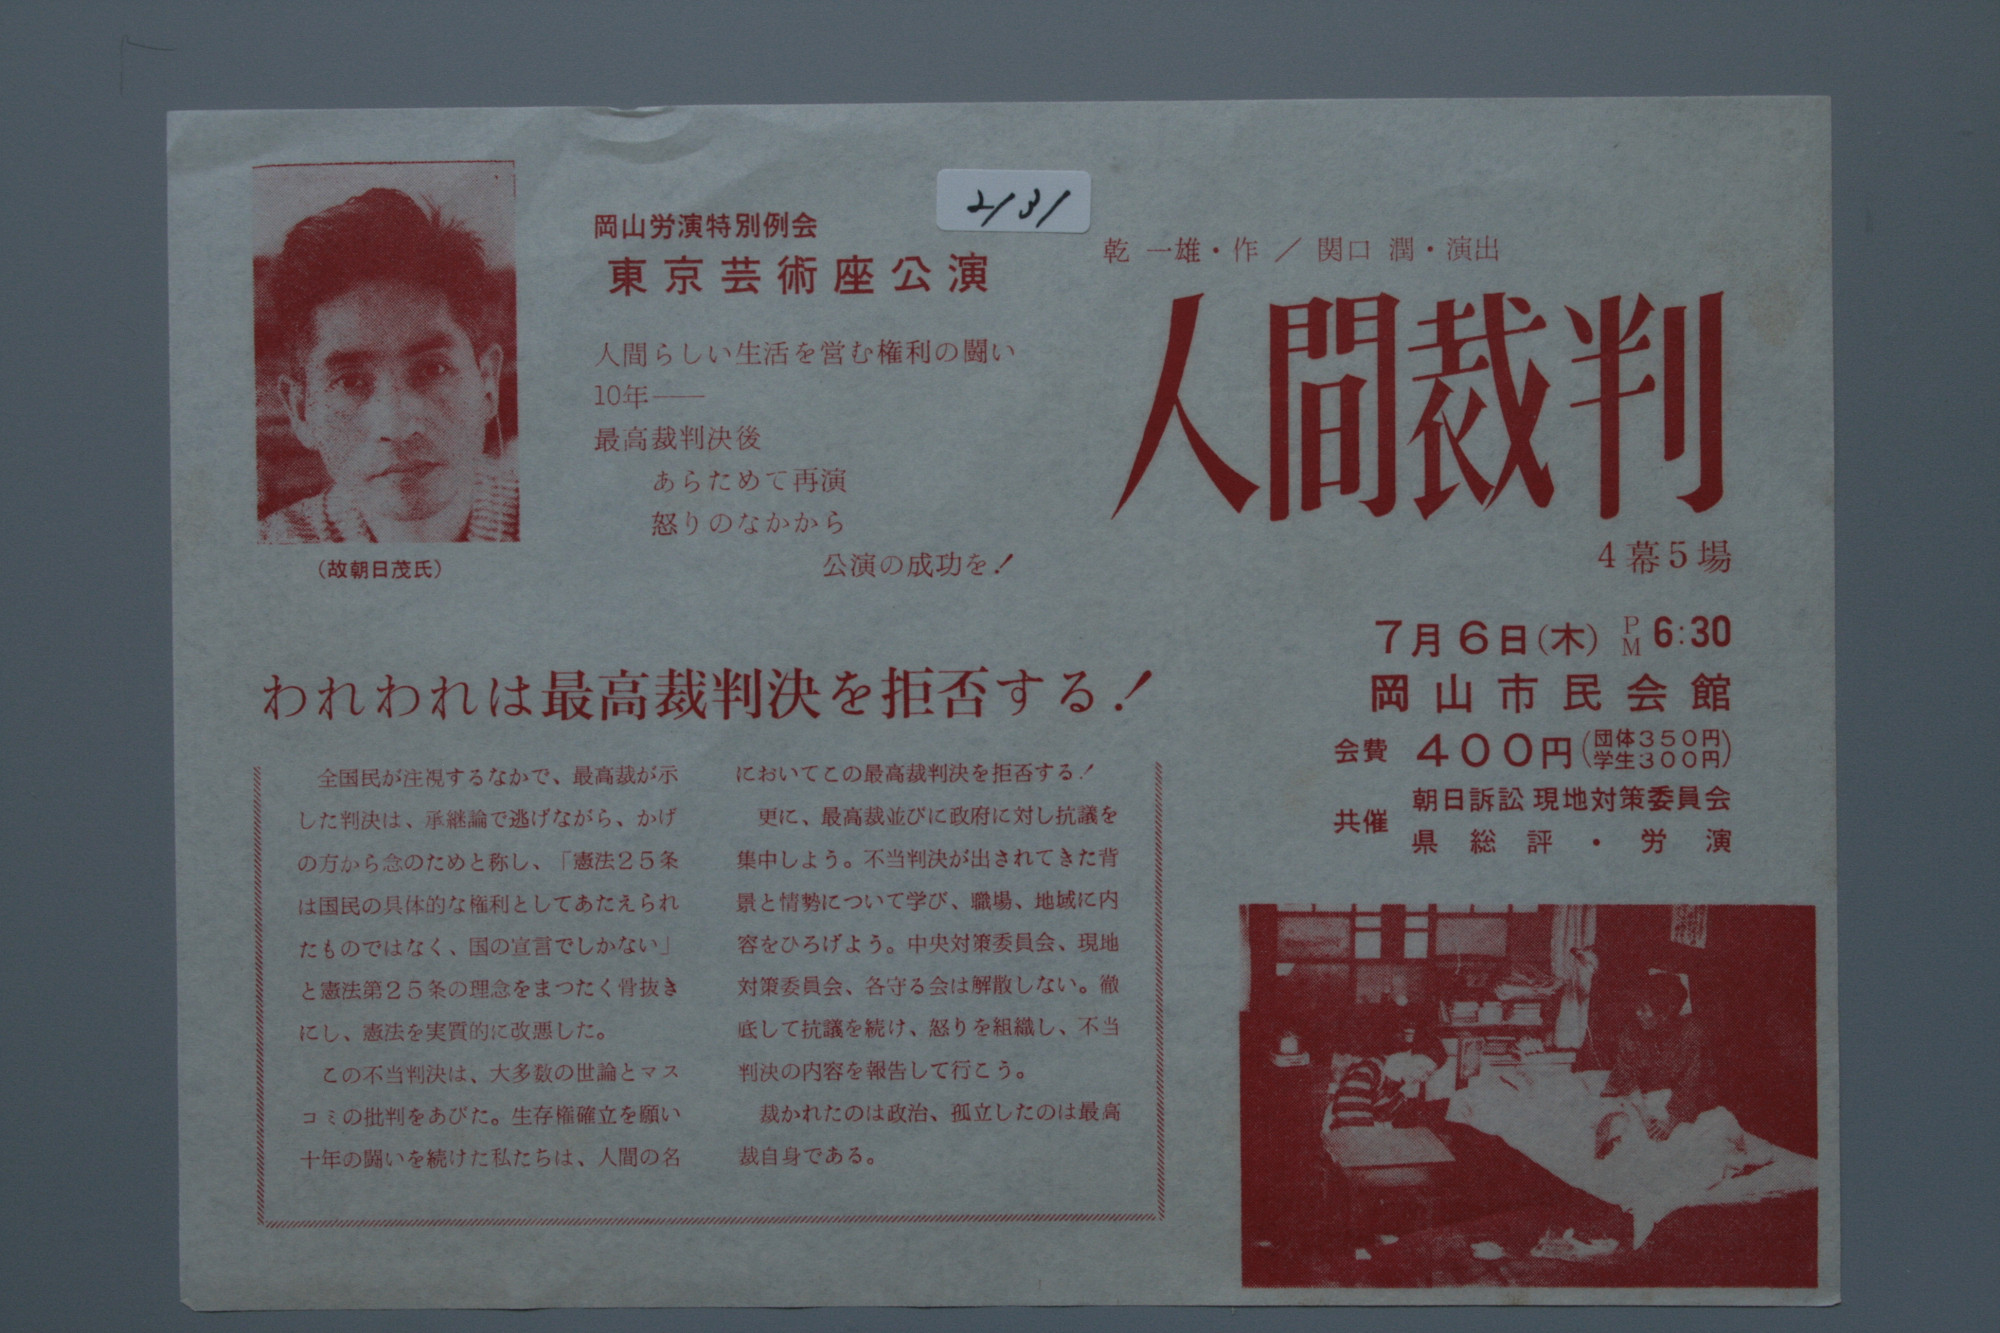 2131
岡山労演特別例会
東京芸術座公演
人間らしい生活を営む権利の闘い
10年——
最高裁判決後
あらためて再演
怒りのなかから
公演の成功を！
(故朝日茂氏)
乾 一雄・作 ／ 関口 潤・演出
人間裁判
4幕5場
7月6日(木) PM 6:30
岡山市民会館
会費 400円(団体350円 学生300円)
共催 朝日訴訟 現地対策委員会
県総評・労演
われわれは最高裁判決を拒否する！
全国民が注視するなかで、最高裁が示
した判決は、承継論で逃げながら、かげ
の方から念のためと称し、「憲法25条
は国民の具体的な権利としてあたえられ
たものではなく、国の宣言でしかない」
と憲法第25条の理念をまつたく骨抜き
にし、憲法を実質的に改悪した。
この不当判決は、大多数の世論とマス
コミの批判をあびた。生存権確立を願い
十年の闘いを続けた私たちは、人間の名
においてこの最高裁判決を拒否する！
更に、最高裁並びに政府に対し抗議を
集中しよう。不当判決が出されてきた背
景と情勢について学び、職場、地域に内
容をひろげよう。中央対策委員会、現地
対策委員会、各守る会は解散しない。徹
底して抗議を続け、怒りを組織し、不当
判決の内容を報告して行こう。
裁かれたのは政治、孤立したのは最高
裁自身である。